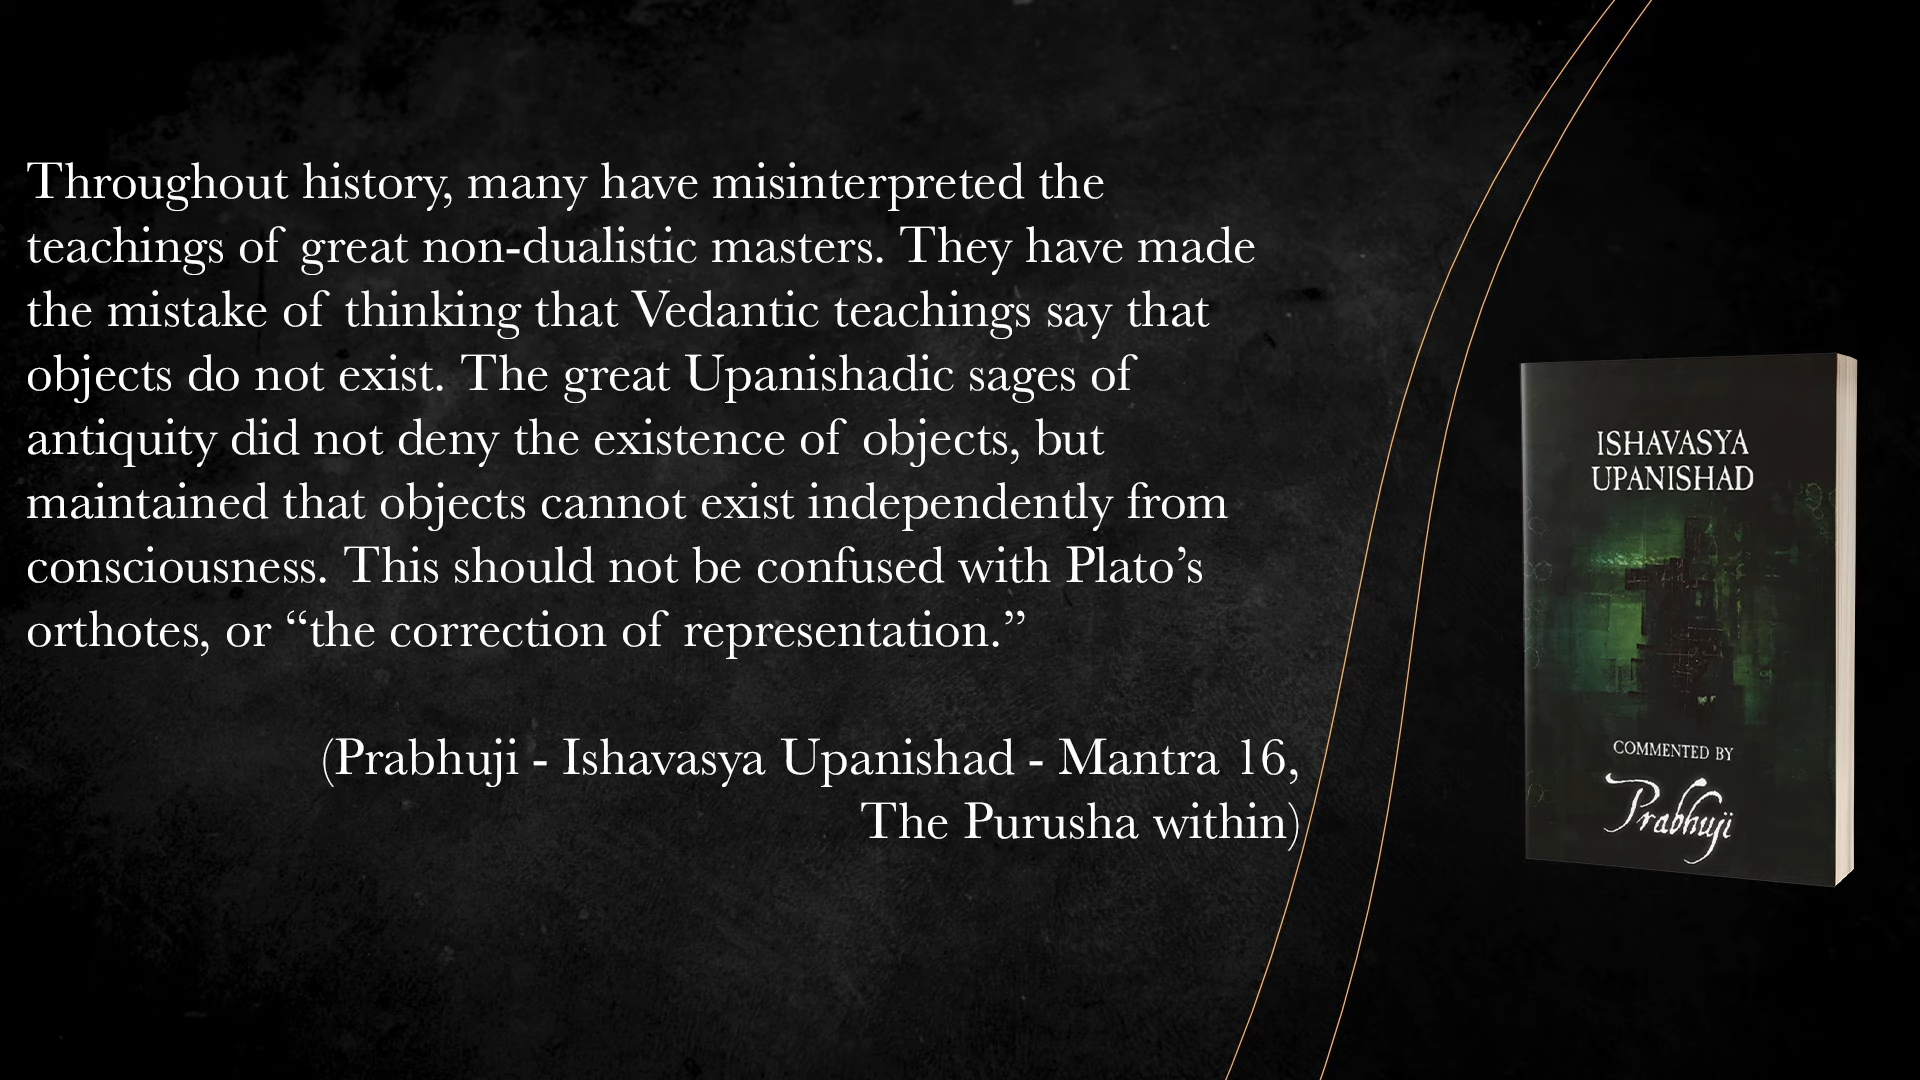 Throughout history, many have misinterpreted the
teachings of great non-dualistic masters. They have made
the mistake of thinking that Vedantic teachings say that
objects do not exist. The great Upanishadic sages of
antiquity did not deny the existence of objects, but
maintained that objects cannot exist independently from
consciousness. This should not be confused with Plato’s
orthotes, or “the correction of representation.”
(Prabhuji - Ishavasya Upanishad - Mantra 16,
The Purusha within)
ISHAVASYA
UPANISHAD
COMMENTED BY
Prabhuji